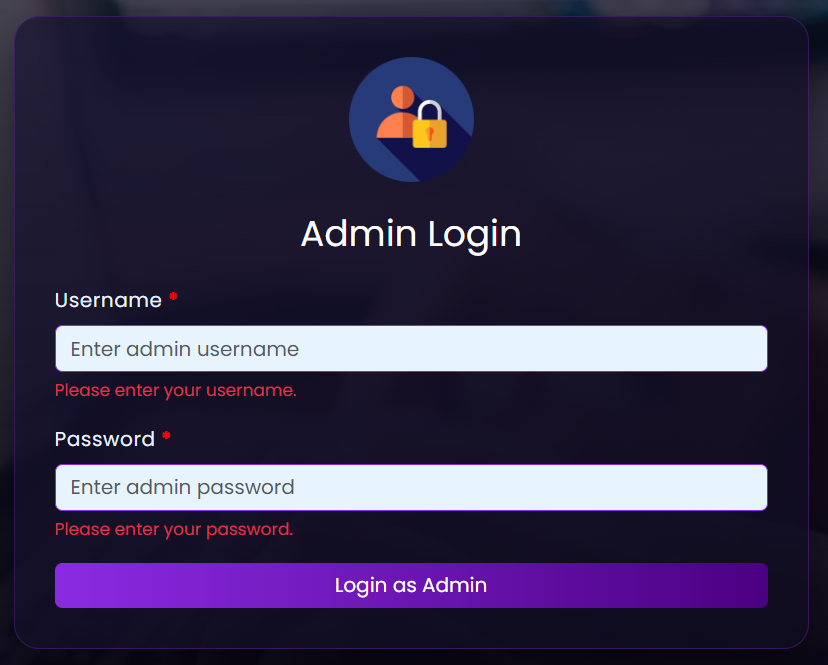 Admin Login
Username *
Enter admin username
Please enter your username.
Password *
Enter admin password
Please enter your password.
Login as Admin